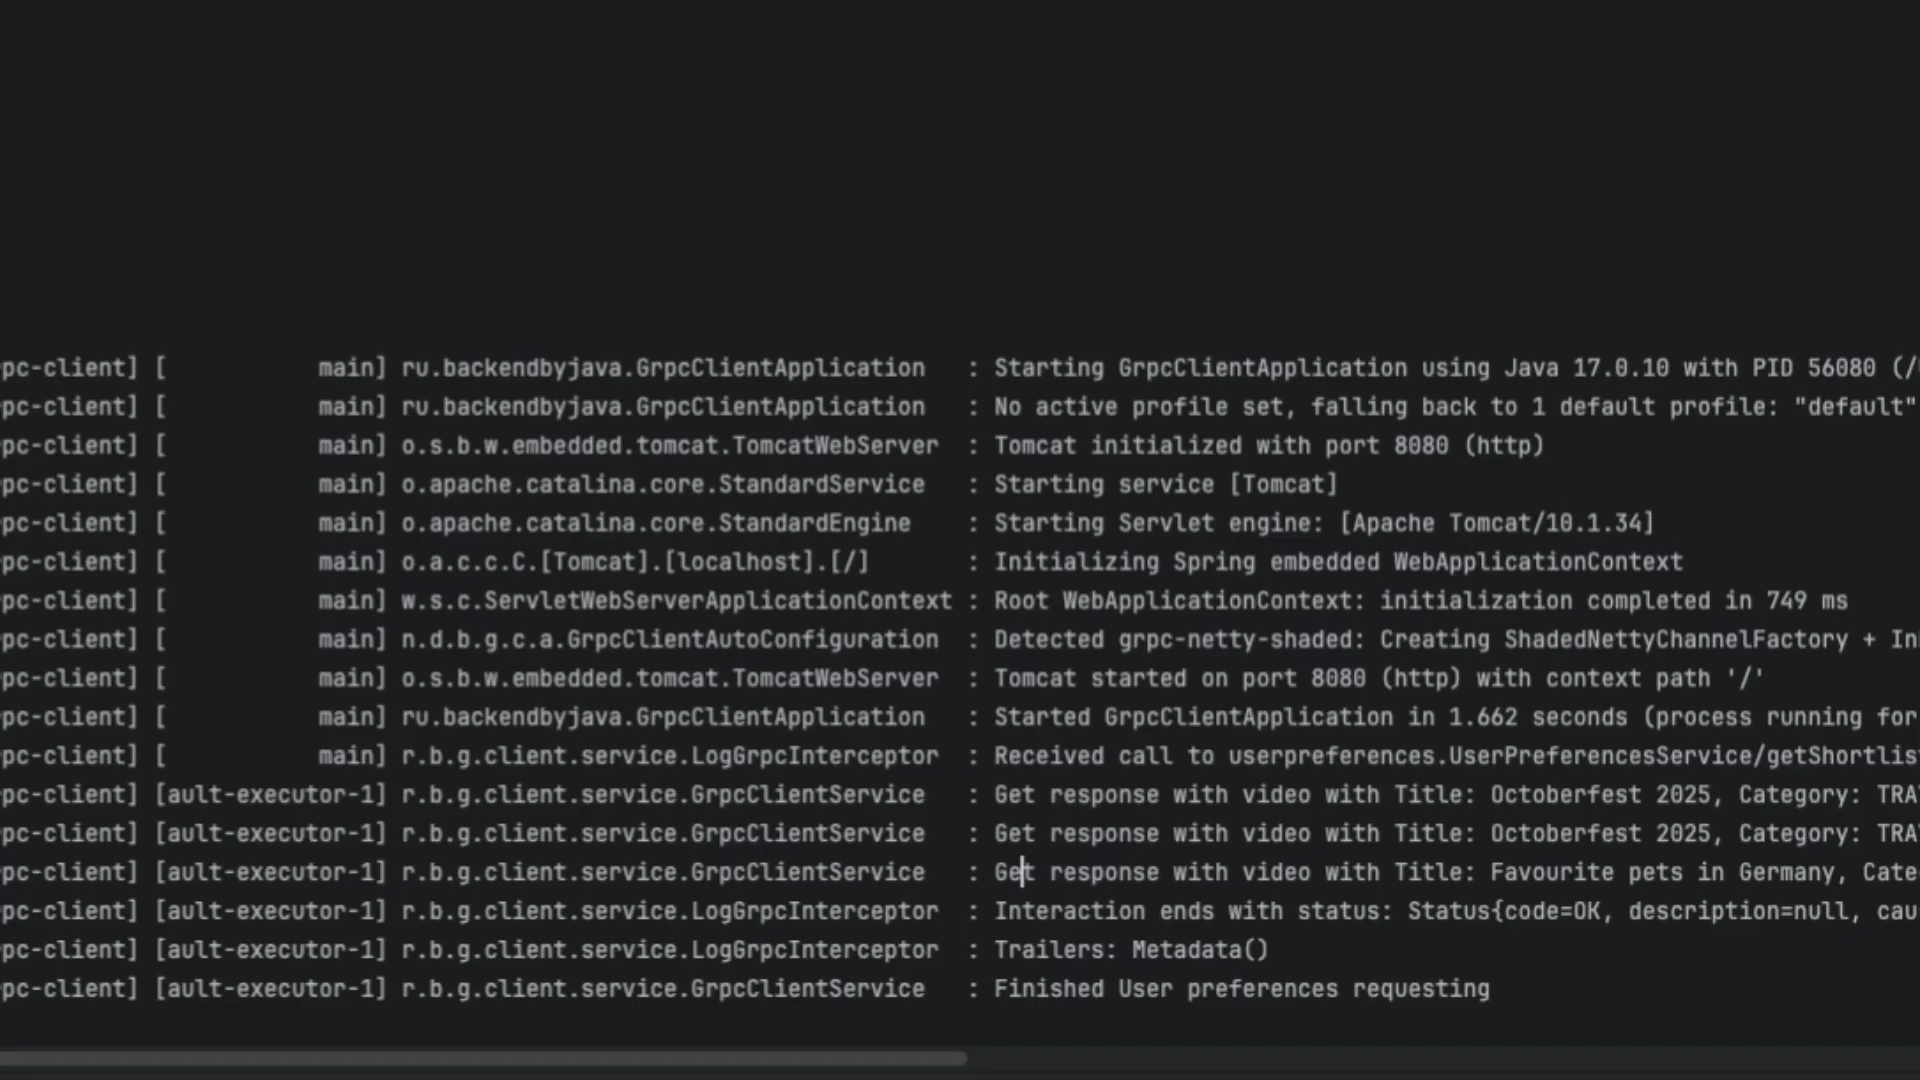 pc-client] [           main] ru.backendbyjava.GrpcClientApplication   : Starting GrpcClientApplication using Java 17.0.10 with PID 56080 (/
pc-client] [           main] ru.backendbyjava.GrpcClientApplication   : No active profile set, falling back to 1 default profile: "default"
pc-client] [           main] o.s.b.w.embedded.tomcat.TomcatWebServer  : Tomcat initialized with port 8080 (http)
pc-client] [           main] o.apache.catalina.core.StandardService   : Starting service [Tomcat]
pc-client] [           main] o.apache.catalina.core.StandardEngine    : Starting Servlet engine: [Apache Tomcat/10.1.34]
pc-client] [           main] o.a.c.c.C.[Tomcat].[localhost].[/]       : Initializing Spring embedded WebApplicationContext
pc-client] [           main] w.s.c.ServletWebServerApplicationContext : Root WebApplicationContext: initialization completed in 749 ms
pc-client] [           main] n.d.b.g.c.a.GrpcClientAutoConfiguration  : Detected grpc-netty-shaded: Creating ShadedNettyChannelFactory + In
pc-client] [           main] o.s.b.w.embedded.tomcat.TomcatWebServer  : Tomcat started on port 8080 (http) with context path '/'
pc-client] [           main] ru.backendbyjava.GrpcClientApplication   : Started GrpcClientApplication in 1.662 seconds (process running for
pc-client] [           main] r.b.g.client.service.LogGrpcInterceptor  : Received call to userpreferences.UserPreferencesService/getShortlis
pc-client] [ault-executor-1] r.b.g.client.service.GrpcClientService   : Get response with video with Title: Octoberfest 2025, Category: TRA
pc-client] [ault-executor-1] r.b.g.client.service.GrpcClientService   : Get response with video with Title: Octoberfest 2025, Category: TRA
pc-client] [ault-executor-1] r.b.g.client.service.GrpcClientService   : Get response with video with Title: Favourite pets in Germany, Cate
pc-client] [ault-executor-1] r.b.g.client.service.LogGrpcInterceptor  : Interaction ends with status: Status{code=OK, description=null, cau
pc-client] [ault-executor-1] r.b.g.client.service.LogGrpcInterceptor  : Trailers: Metadata()
pc-client] [ault-executor-1] r.b.g.client.service.GrpcClientService   : Finished User preferences requesting